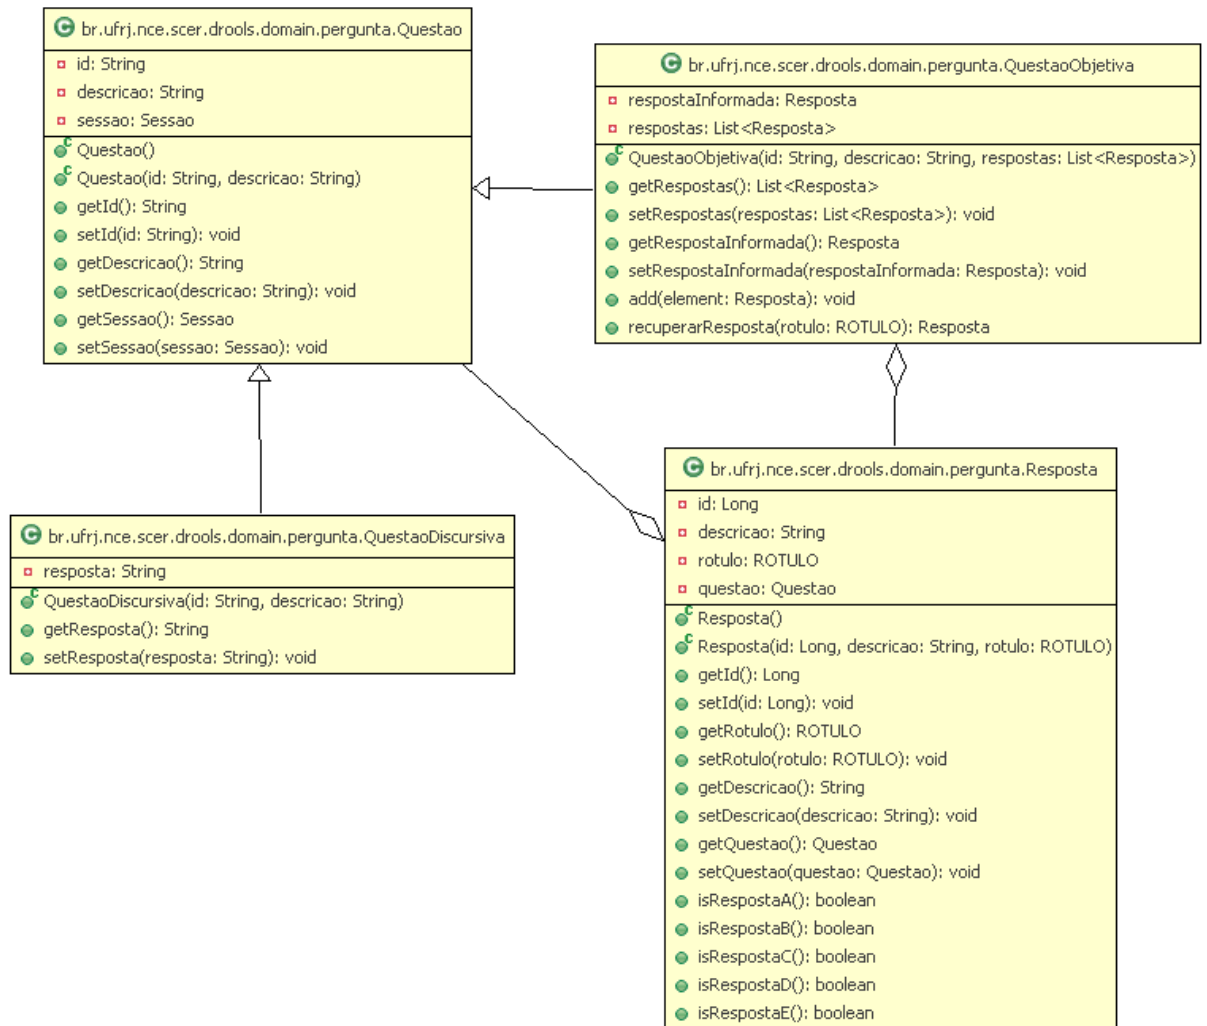 br.ufrj.nce.scer.drools.domain.pergunta.Questao
id: String
descricao: String
sessao: Sessao
Questao()
Questao(id: String, descricao: String)
getId(): String
setId(id: String): void
getDescricao(): String
setDescricao(descricao: String): void
getSessao(): Sessao
setSessao(sessao: Sessao): void
br.ufrj.nce.scer.drools.domain.pergunta.QuestaoObjetiva
respostaInformada: Resposta
respostas: List<Resposta>
QuestaoObjetiva(id: String, descricao: String, respostas: List<Resposta>)
getRespostas(): List<Resposta>
setRespostas(respostas: List<Resposta>): void
getRespostaInformada(): Resposta
setRespostaInformada(respostaInformada: Resposta): void
add(element: Resposta): void
recuperarResposta(rotulo: ROTULO): Resposta
br.ufrj.nce.scer.drools.domain.pergunta.QuestaoDiscursiva
resposta: String
QuestaoDiscursiva(id: String, descricao: String)
getResposta(): String
setResposta(resposta: String): void
br.ufrj.nce.scer.drools.domain.pergunta.Resposta
id: Long
descricao: String
rotulo: ROTULO
questao: Questao
Resposta()
Resposta(id: Long, descricao: String, rotulo: ROTULO)
getId(): Long
setId(id: Long): void
getRotulo(): ROTULO
setRotulo(rotulo: ROTULO): void
getDescricao(): String
setDescricao(descricao: String): void
getQuestao(): Questao
setQuestao(questao: Questao): void
isRespostaA(): boolean
isRespostaB(): boolean
isRespostaC(): boolean
isRespostaD(): boolean
isRespostaE(): boolean